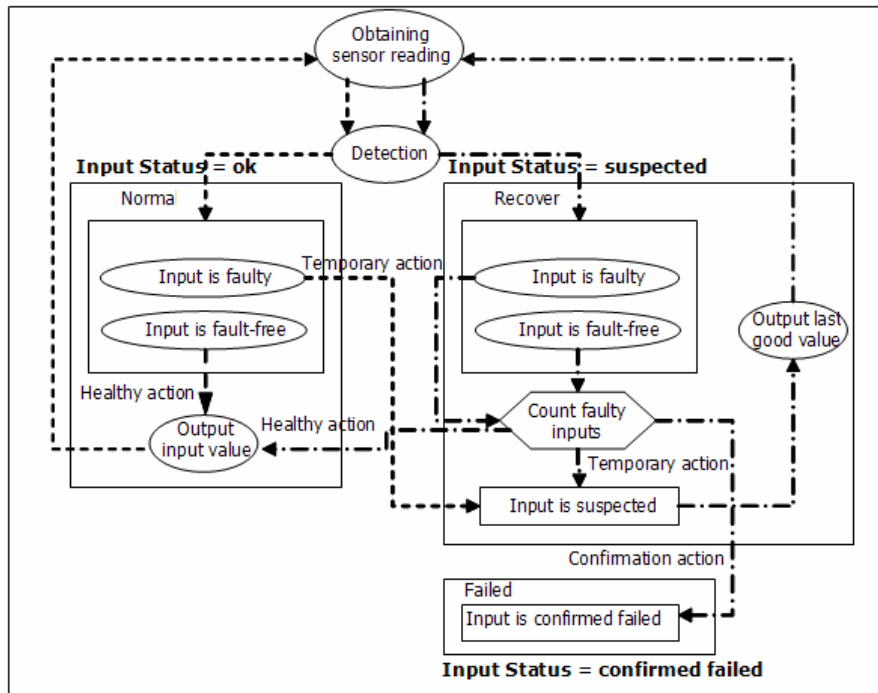 Obtaining
sensor reading
Detection
Input Status = ok
Input Status = suspected
Normal
Recover
Input is faulty
Temporary action
Input is faulty
Input is fault-free
Input is fault-free
Output last
good value
Healthy action
Count faulty
inputs
Output
input value
Healthy action
Temporary action
Input is suspected
Confirmation action
Failed
Input is confirmed failed
Input Status = confirmed failed